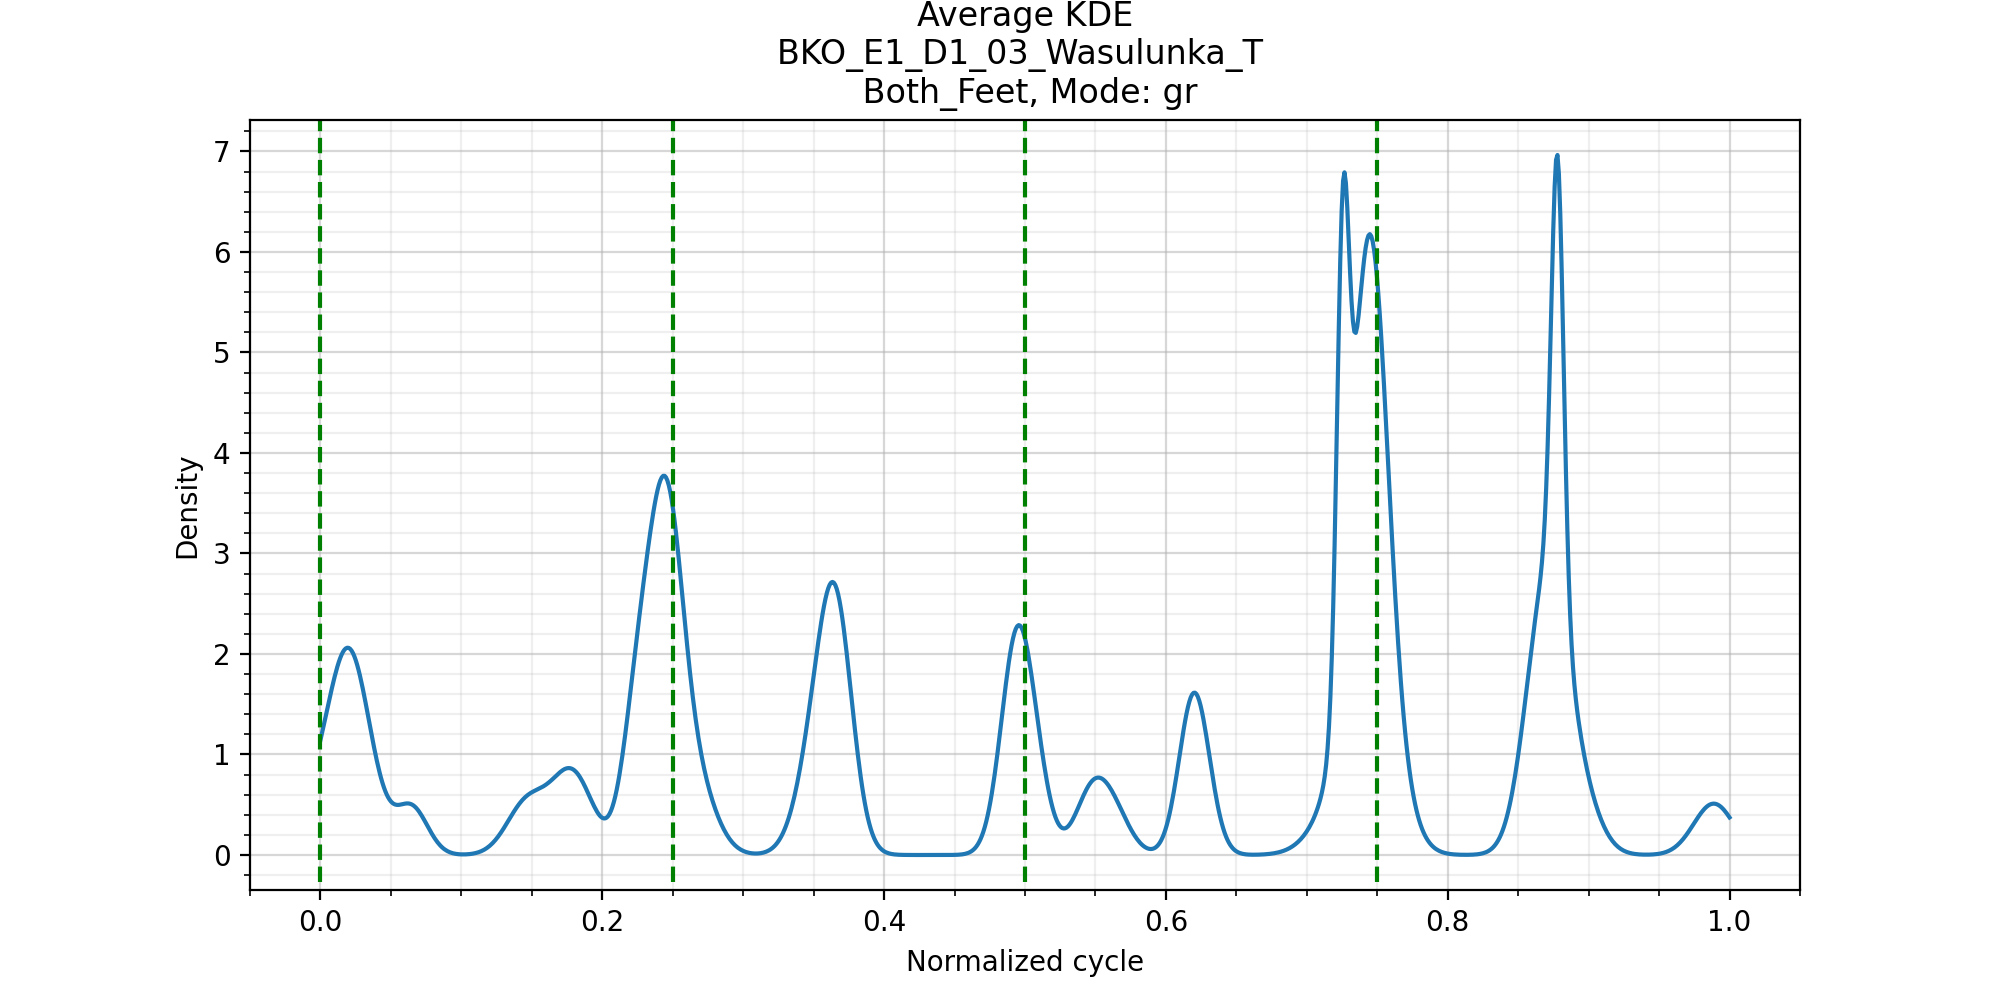 Average KDE
BKO_E1_D1_03_Wasulunka_T
Both_Feet, Mode: gr
7
6
5
4
3
2
1
0
Density
0.0 0.2 0.4 0.6 0.8 1.0
Normalized cycle